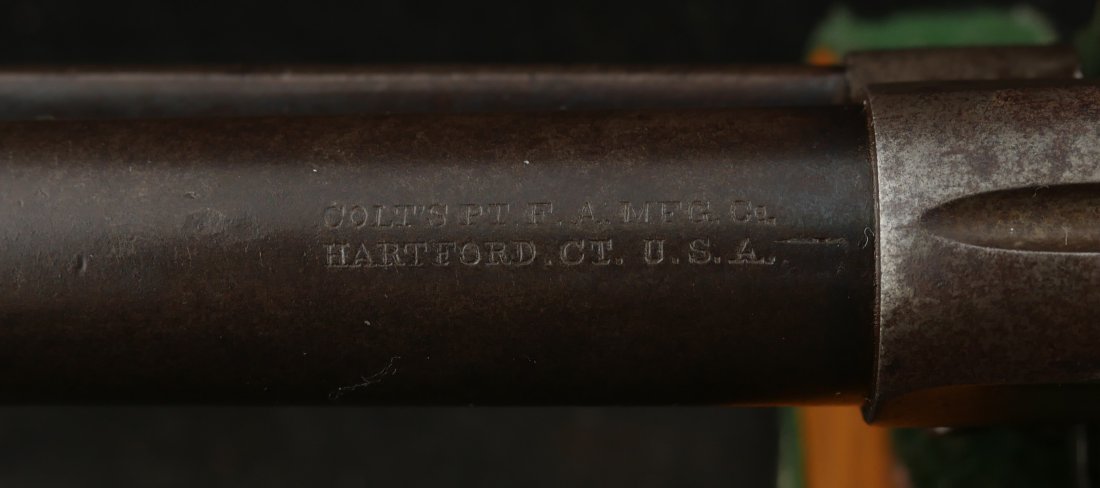 COLT'S PT. F. A. MFG. Co.
HARTFORD. CT. U. S. A.